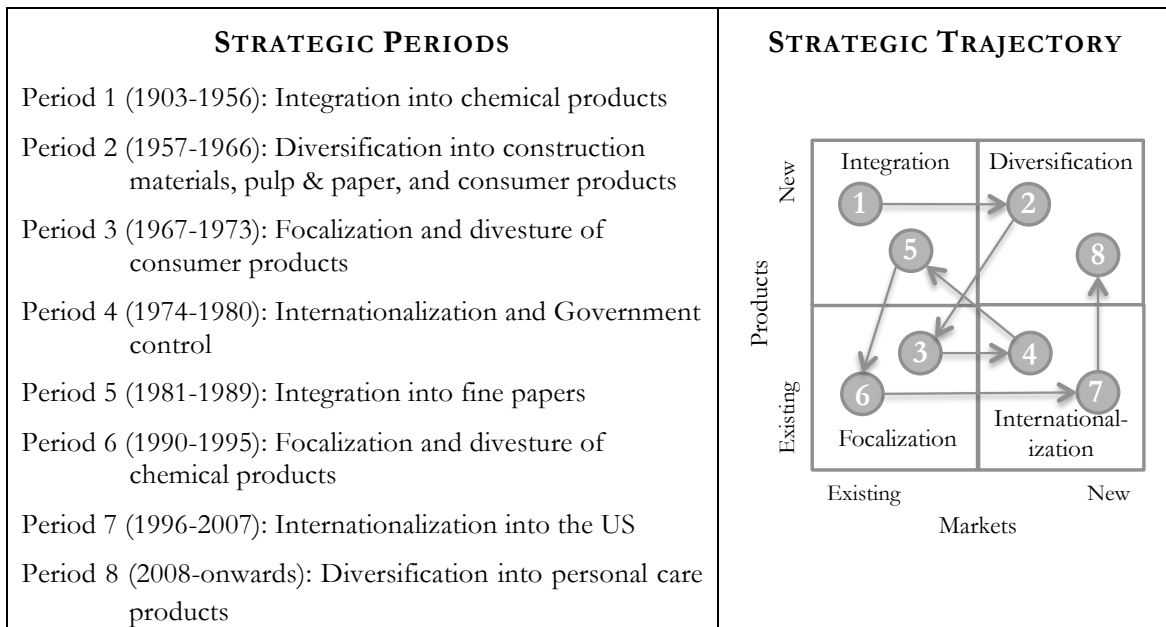 STRATEGIC PERIODS
Period 1 (1903-1956): Integration into chemical products
Period 2 (1957-1966): Diversification into construction
materials, pulp & paper, and consumer products
Period 3 (1967-1973): Focalization and divesture of
consumer products
Period 4 (1974-1980): Internationalization and Government
control
Period 5 (1981-1989): Integration into fine papers
Period 6 (1990-1995): Focalization and divesture of
chemical products
Period 7 (1996-2007): Internationalization into the US
Period 8 (2008-onwards): Diversification into personal care
products
STRATEGIC TRAJECTORY
Integration
Diversification
1
2
5
8
3
4
6
7
Focalization
International-
ization
New
Products
Existing
Existing
New
Markets